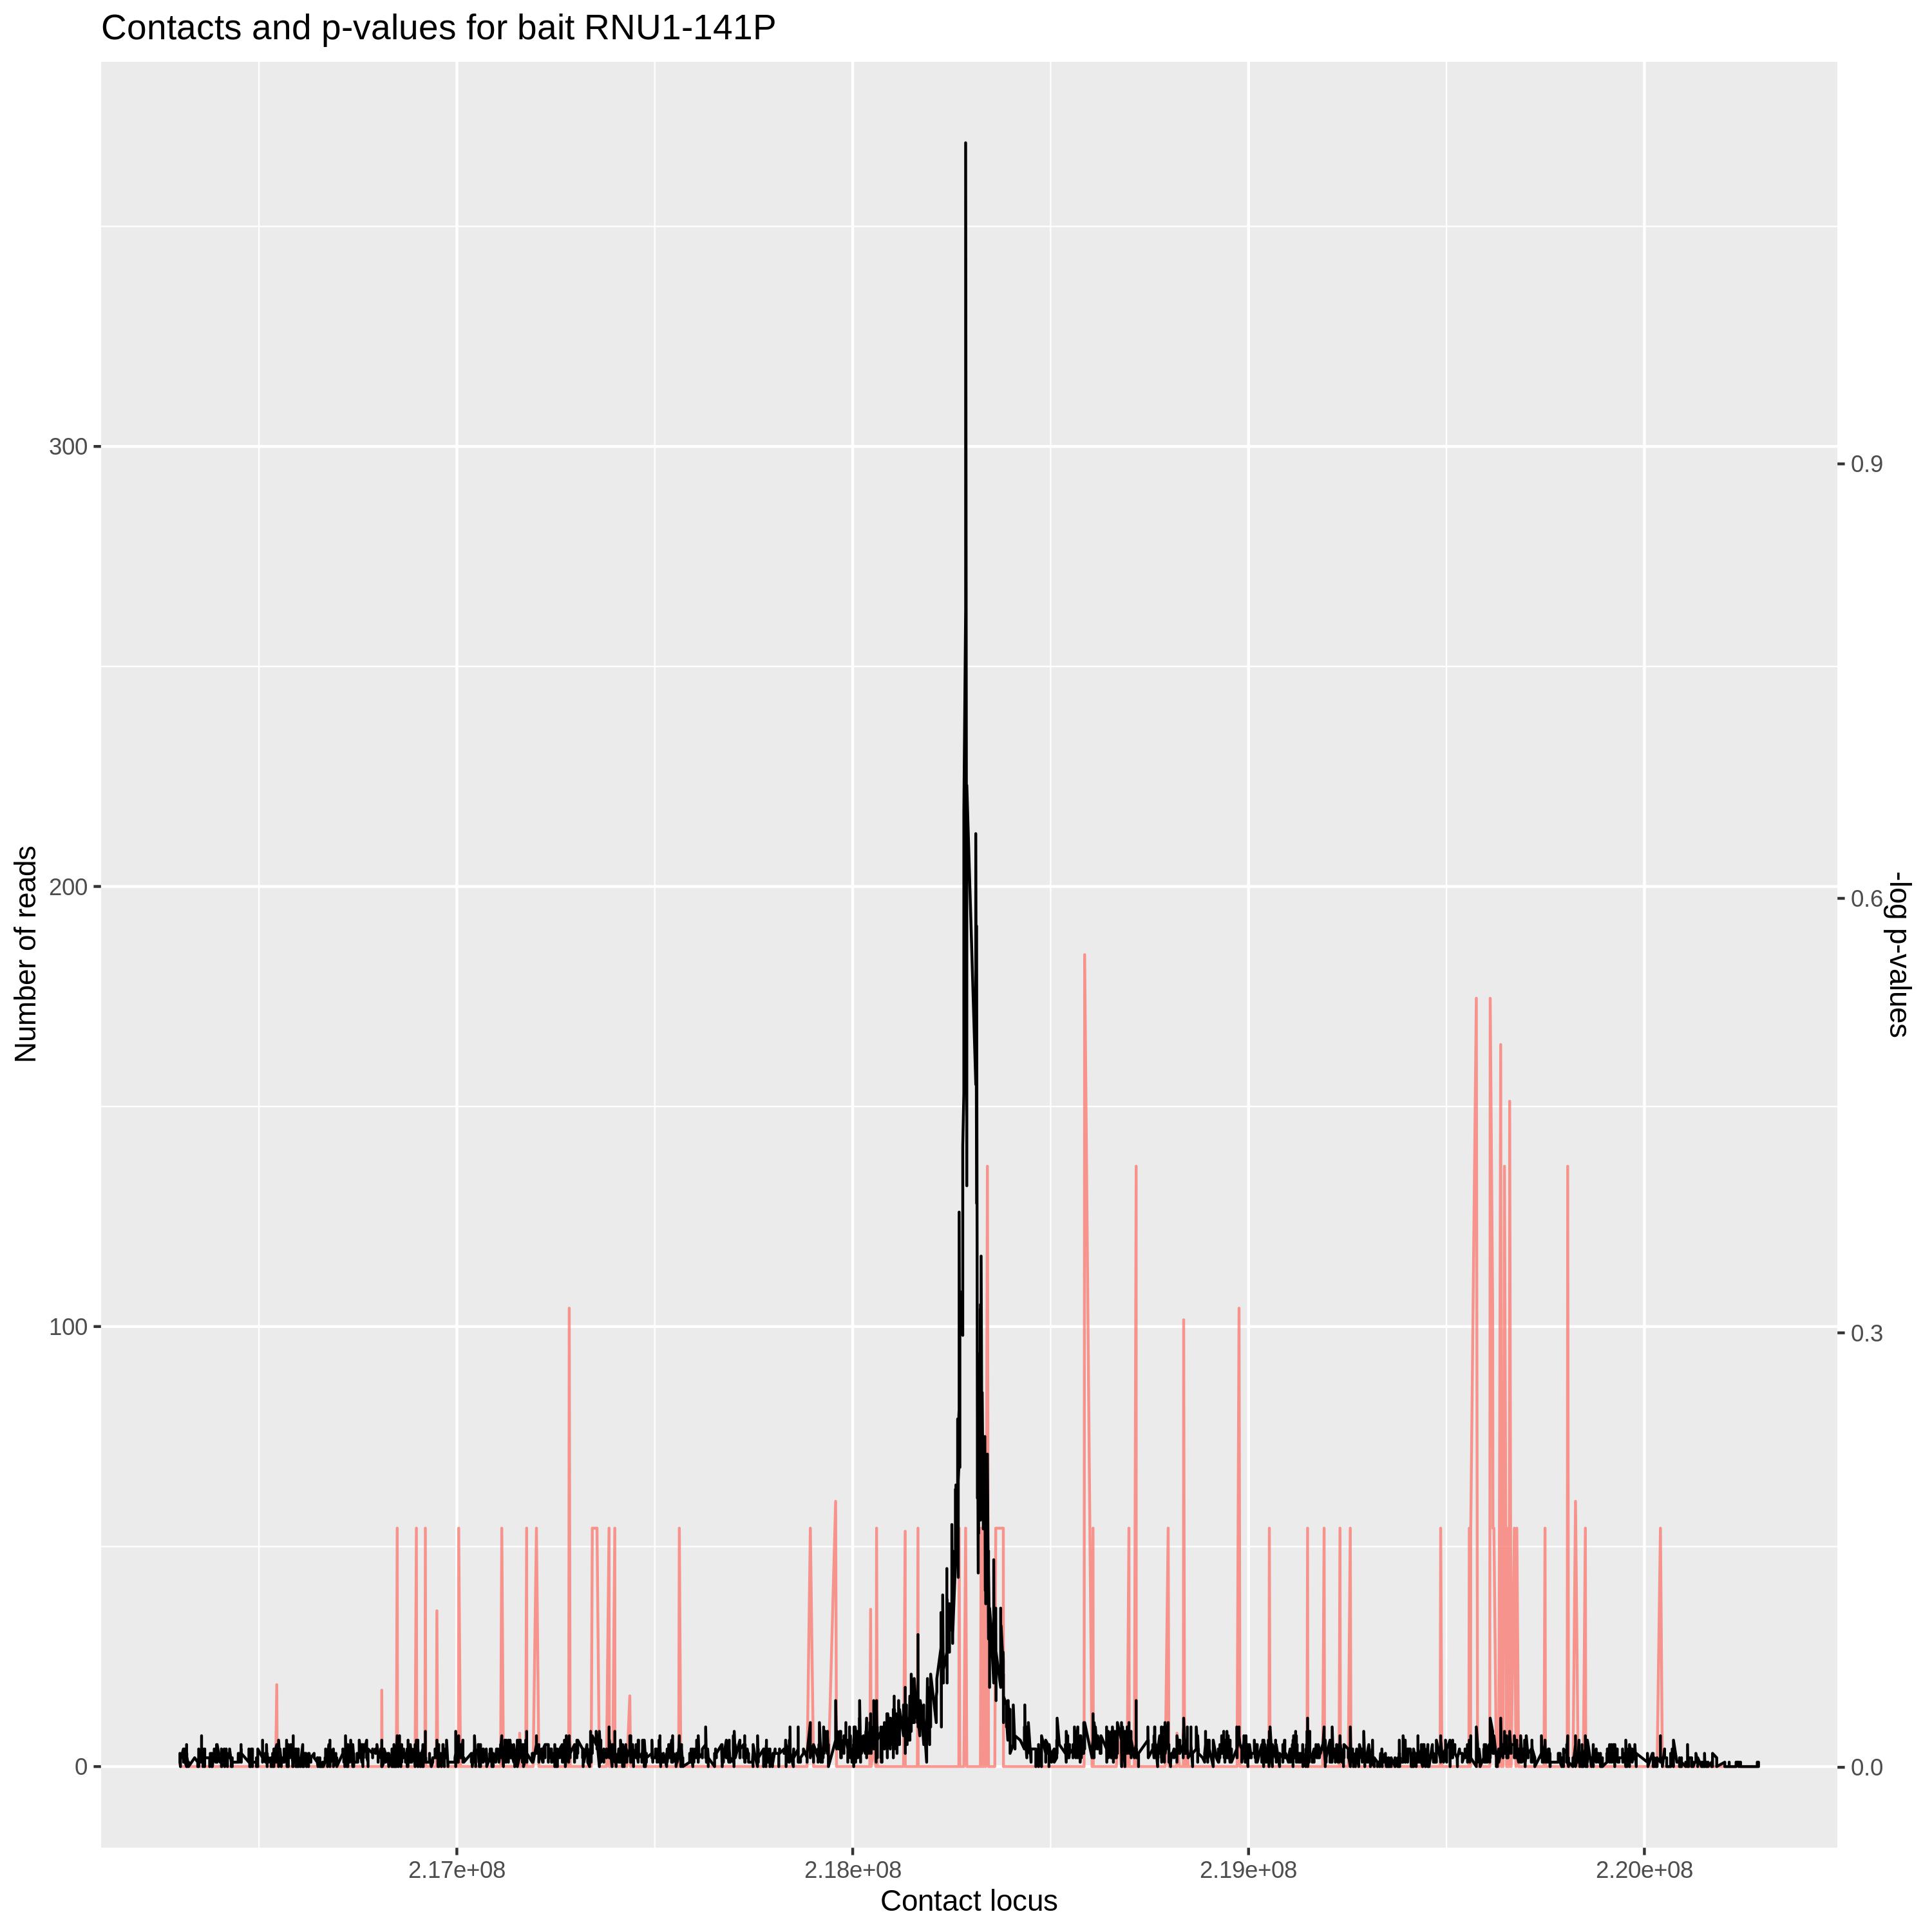 Contacts and p-values for bait RNU1-141P
Number of reads
300
200
100
0
0.9
0.6
0.3
0.0
-log p-values
2.17e+08
2.18e+08
2.19e+08
2.20e+08
Contact locus